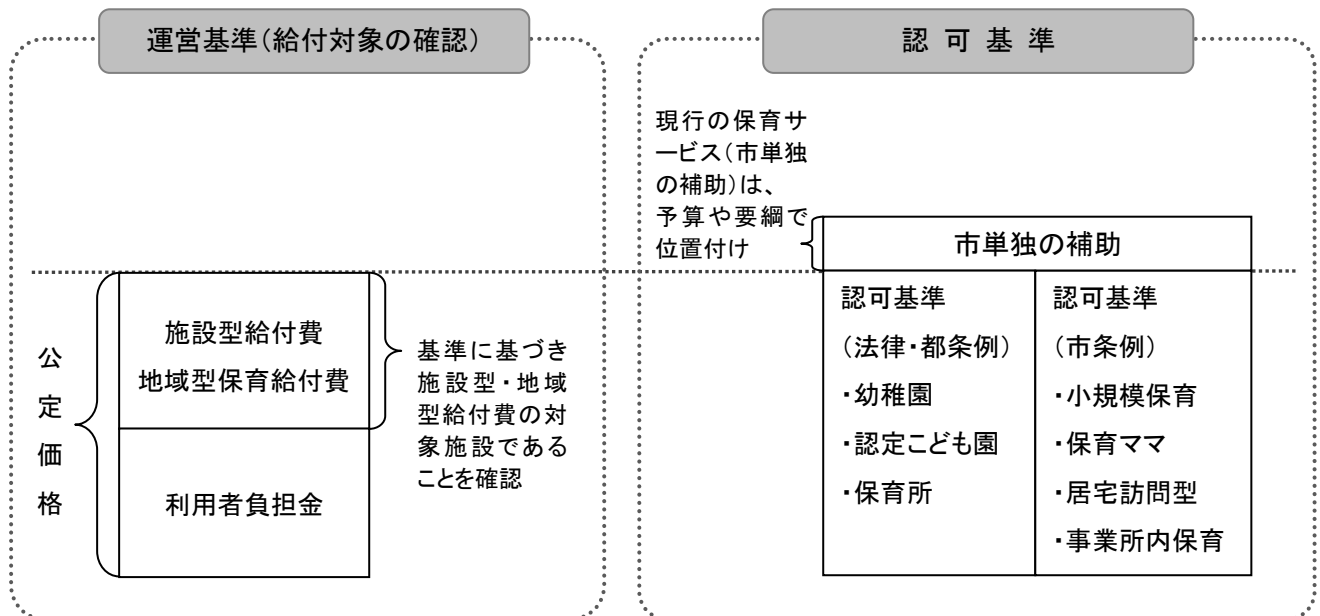 運営基準（給付対象の確認）
公
定
価
格
施設型給付費
地域型保育給付費
利用者負担金
基準に基づき
施設型・地域
型給付費の対
象施設である
ことを確認
認 可 基 準
現行の保育サ
ービス（市単独
の補助）は、
予算や要綱で
位置付け
市単独の補助
認可基準
（法律・都条例）
・幼稚園
・認定こども園
・保育所
認可基準
（市条例）
・小規模保育
・保育ママ
・居宅訪問型
・事業所内保育